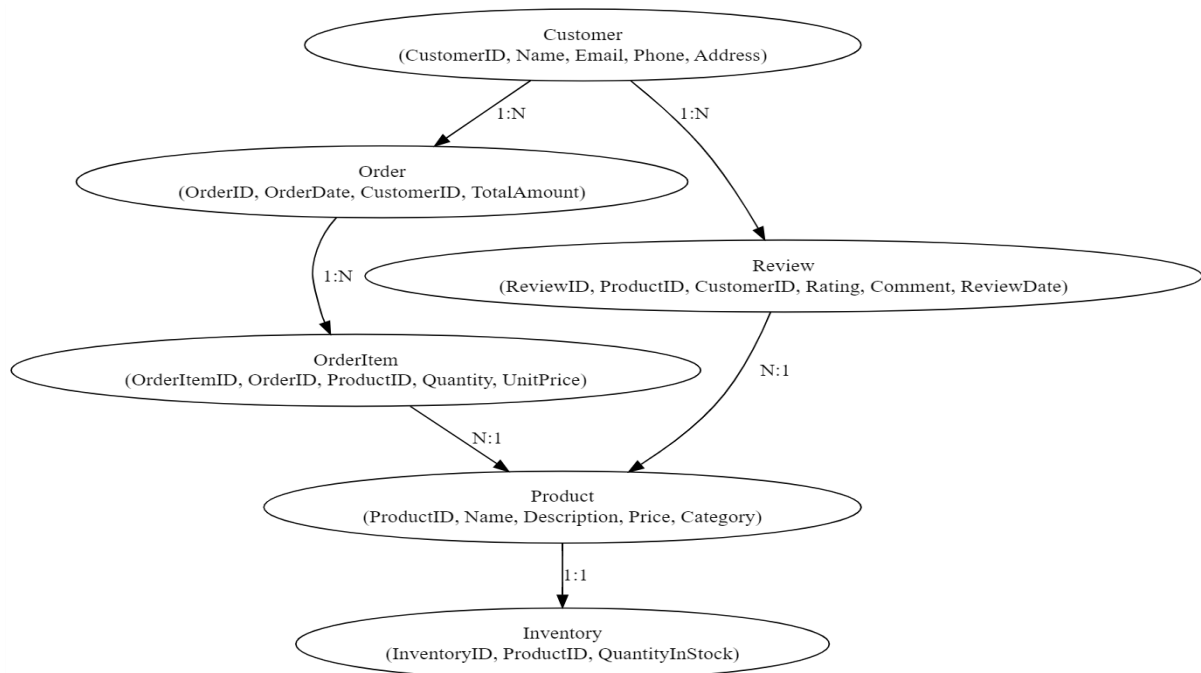 Customer
(CustomerID, Name, Email, Phone, Address)
1:N
1:N
Order
(OrderID, OrderDate, CustomerID, TotalAmount)
Review
(ReviewID, ProductID, CustomerID, Rating, Comment, ReviewDate)
1:N
OrderItem
(OrderItemID, OrderID, ProductID, Quantity, UnitPrice)
N:1
N:1
Product
(ProductID, Name, Description, Price, Category)
1:1
Inventory
(InventoryID, ProductID, QuantityInStock)